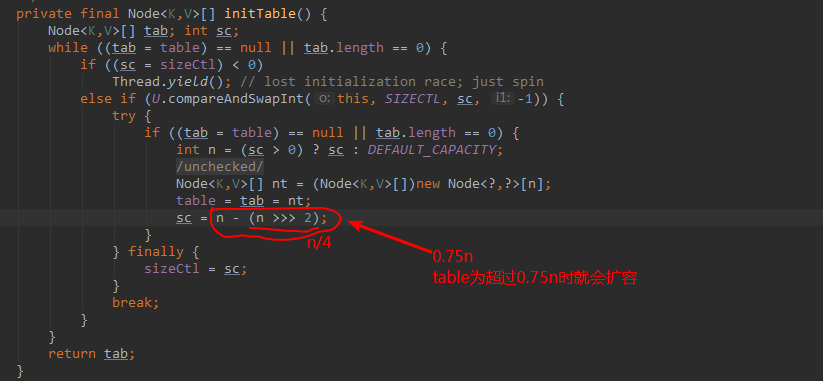 private final Node<K,V>[] initTable() {
Node<K,V>[] tab; int sc;
while ((tab = table) == null || tab.length == 0) {
if ((sc = sizeCtl) < 0)
Thread.yield(); // lost initialization race; just spin
else if (U.compareAndSwapInt( o: this, SIZECTL, sc, i1: -1)) {
try {
if ((tab = table) == null || tab.length == 0) {
int n = (sc > 0) ? sc : DEFAULT_CAPACITY;
/unchecked/
Node<K,V>[] nt = (Node<K,V>[])new Node<?,?>[n];
table = tab = nt;
sc = n - (n >>> 2);
}
n/4
} finally {
0.75n
sizeCtl = sc;
table为超过0.75n时就会扩容
}
break;
}
}
return tab;
}